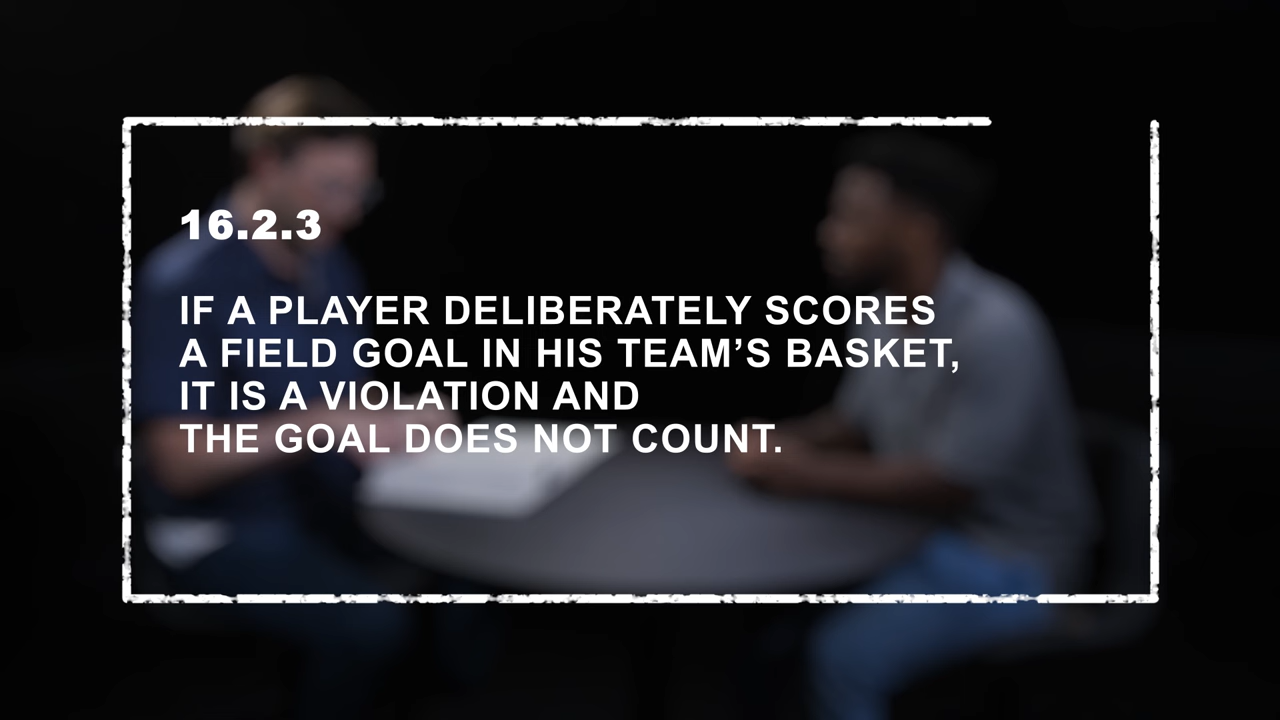 16.2.3
IF A PLAYER DELIBERATELY SCORES
A FIELD GOAL IN HIS TEAM’S BASKET,
IT IS A VIOLATION AND
THE GOAL DOES NOT COUNT.